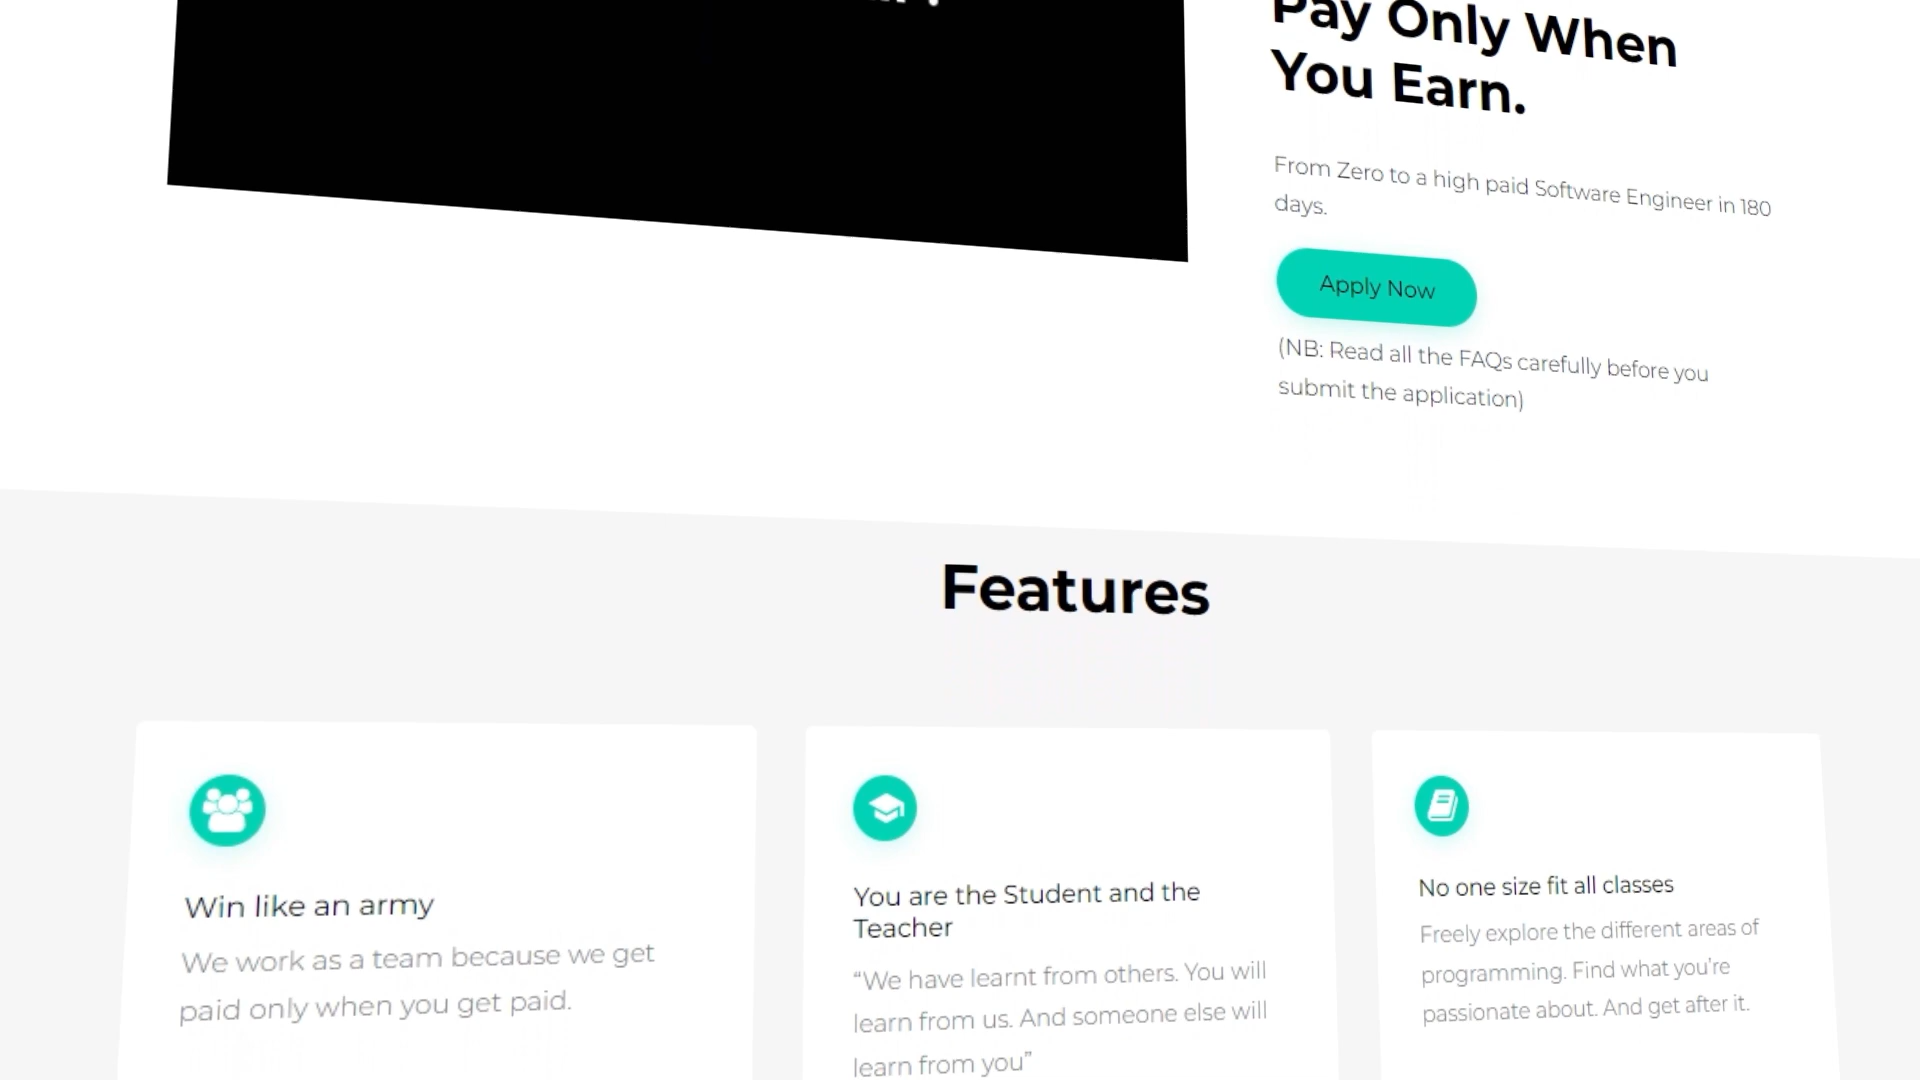 Pay Only When
You Earn.
From Zero to a high paid Software Engineer in 180
days.
Apply Now
(NB: Read all the FAQs carefully before you
submit the application)
Features
Win like an army
We work as a team because we get
paid only when you get paid.
You are the Student and the
Teacher
“We have learnt from others. You will
learn from us. And someone else will
learn from you”
No one size fit all classes
Freely explore the different areas of
programming. Find what you're
passionate about. And get after it.